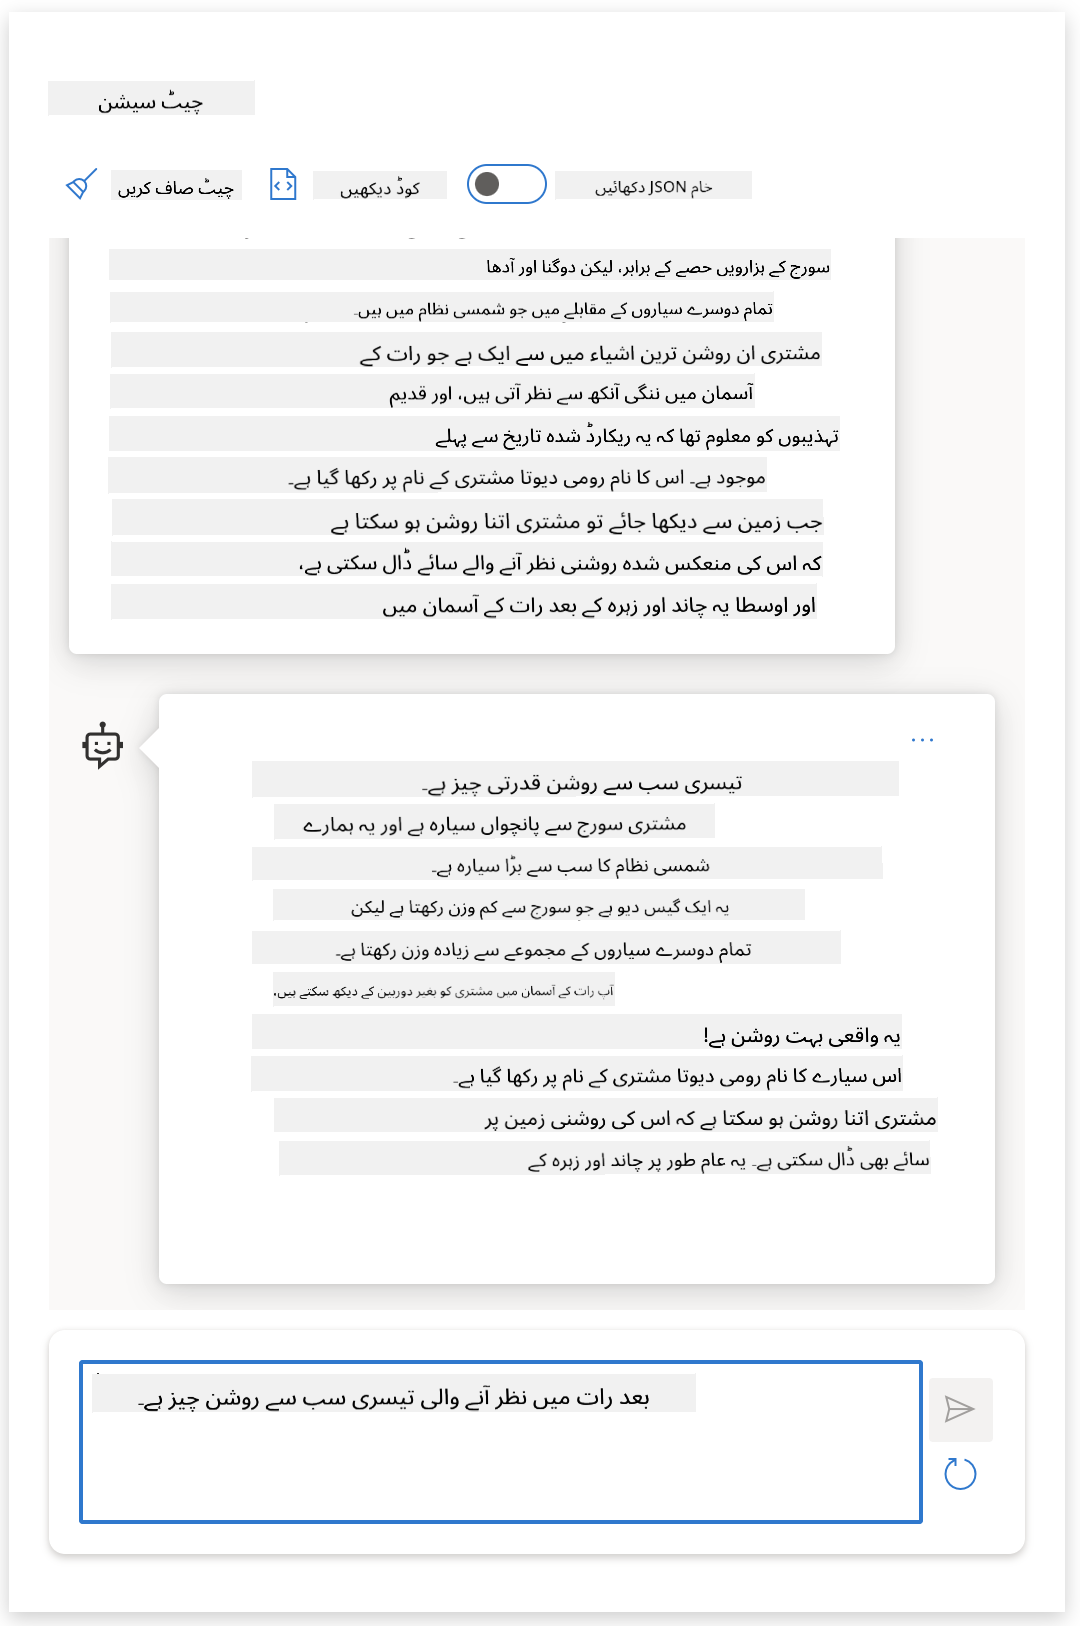 چیٹ سیشن
چیٹ صاف کریں
کوڈ دیکھیں
خام JSON دکھائیں
سورج کے ہزارویں حصے کے برابر، لیکن دوگنا اور آدھا
تمام دوسرے سیاروں کے مقابلے میں جو شمسی نظام میں ہیں۔
مشتری ان روشن ترین اشیاء میں سے ایک ہے جو رات کے
آسمان میں ننگی آنکھ سے نظر آتی ہیں، اور قدیم
تہذیبوں کو معلوم تھا کہ یہ ریکارڈ شدہ تاریخ سے پہلے
موجود ہے۔ اس کا نام رومی دیوتا مشتری کے نام پر رکھا گیا ہے۔
جب زمین سے دیکھا جائے تو مشتری اتنا روشن ہو سکتا ہے
کہ اس کی منعکس شدہ روشنی نظر آنے والے سائے ڈال سکتی ہے،
اور اوسطا یہ چاند اور زہرہ کے بعد رات کے آسمان میں
تیسری سب سے روشن قدرتی چیز ہے۔
مشتری سورج سے پانچواں سیارہ ہے اور یہ ہمارے
شمسی نظام کا سب سے بڑا سیارہ ہے۔
یہ ایک گیس دیو ہے جو سورج سے کم وزن رکھتا ہے لیکن
تمام دوسرے سیاروں کے مجموعے سے زیادہ وزن رکھتا ہے۔
آپ رات کے آسمان میں مشتری کو بغیر دوربین کے دیکھ سکتے ہیں،
یہ واقعی بہت روشن ہے!
اس سیارے کا نام رومی دیوتا مشتری کے نام پر رکھا گیا ہے۔
مشتری اتنا روشن ہو سکتا ہے کہ اس کی روشنی زمین پر
سائے بھی ڈال سکتی ہے۔ یہ عام طور پر چاند اور زہرہ کے
بعد رات میں نظر آنے والی تیسری سب سے روشن چیز ہے۔